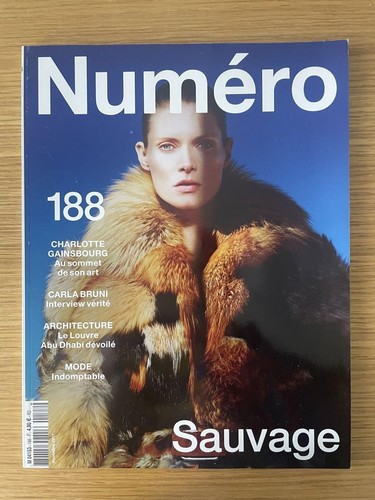 Numéro
188
CHARLOTTE
GAINSBOURG
Au sommet
de son art
CARLA BRUNI
Interview vérité
ARCHITECTURE
Le Louvre
Abu Dhabi dévoilé
MODE
Indomptable
Sauvage